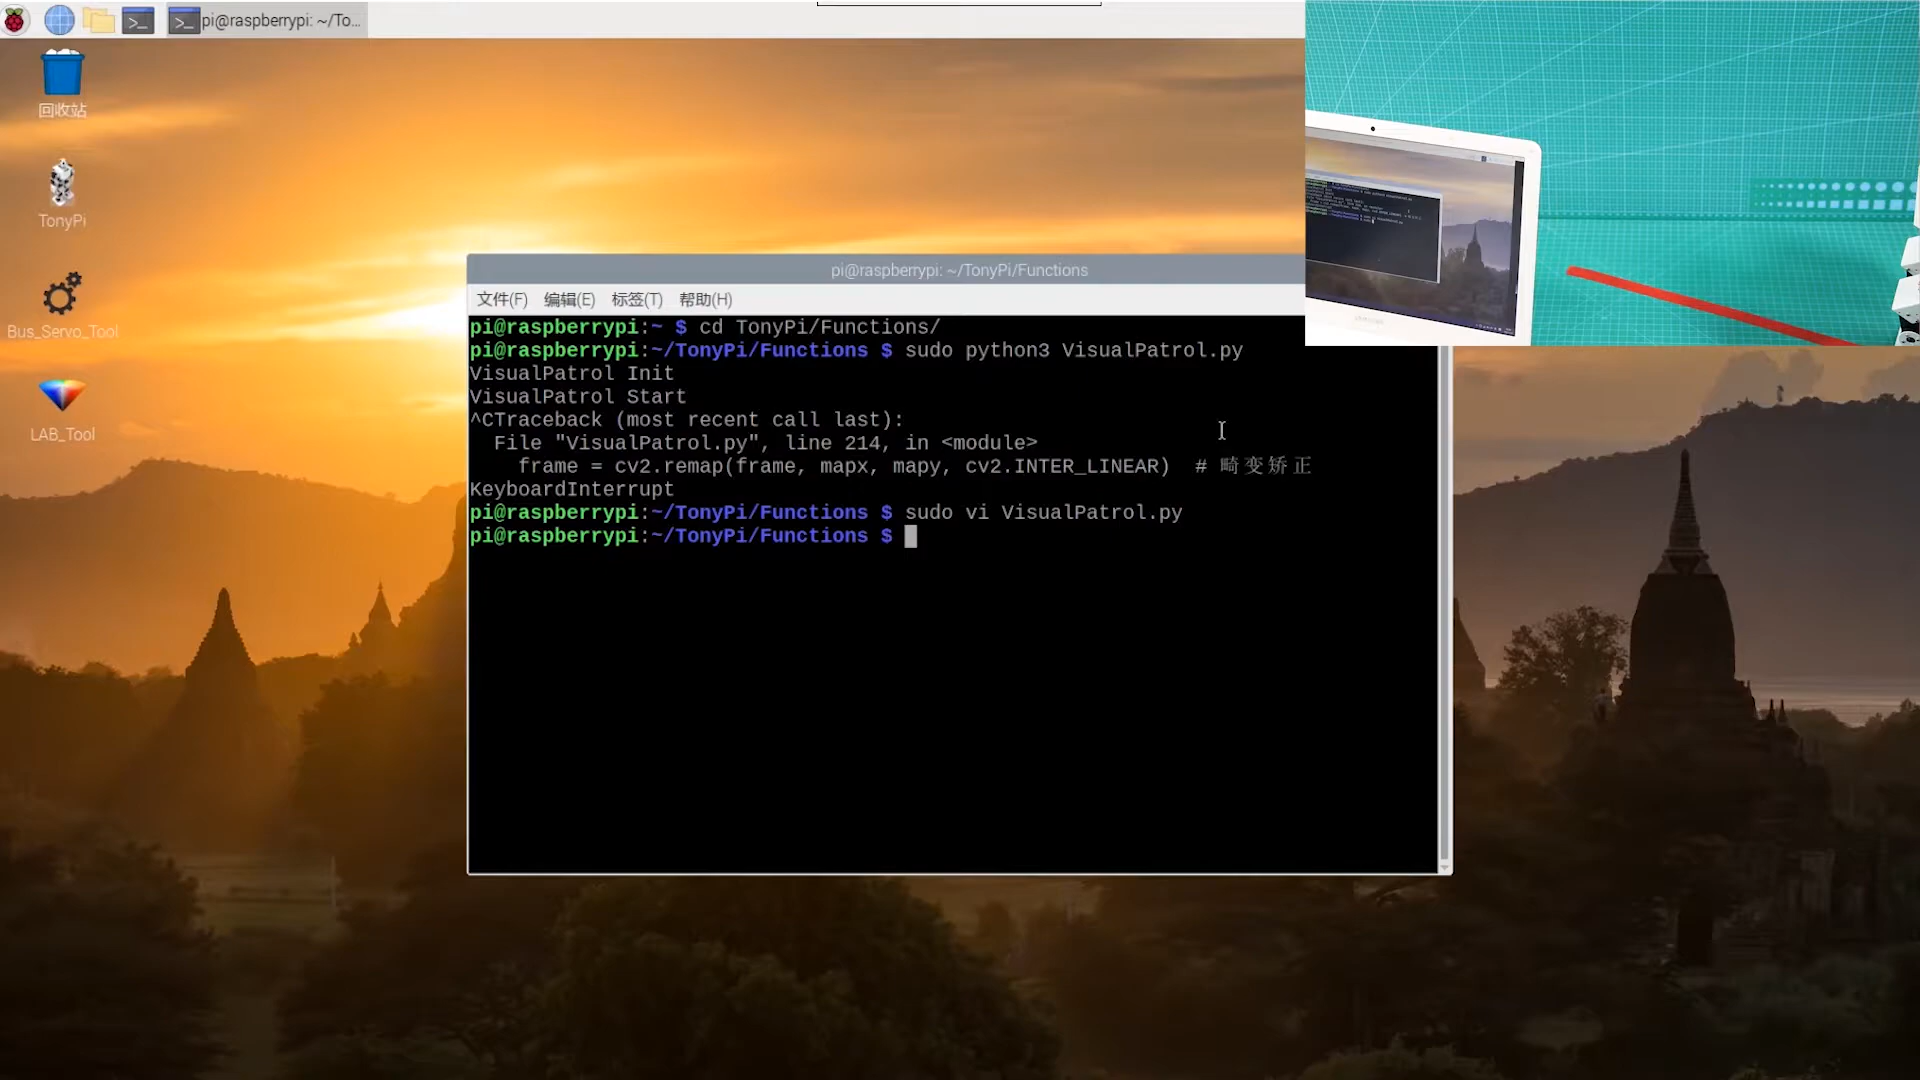 pi@raspberrypi: ~/To...
回收站
TonyPi
Bus_Servo_Tool
LAB_Tool
pi@raspberrypi: ~/TonyPi/Functions
文件(F) 编辑(E) 标签(T) 帮助(H)
pi@raspberrypi:~ $ cd TonyPi/Functions/
pi@raspberrypi:~/TonyPi/Functions $ sudo python3 VisualPatrol.py
VisualPatrol Init
VisualPatrol Start
^CTraceback (most recent call last):
File "VisualPatrol.py", line 214, in <module>
frame = cv2.remap(frame, mapx, mapy, cv2.INTER_LINEAR) # 畸变矫正
KeyboardInterrupt
pi@raspberrypi:~/TonyPi/Functions $ sudo vi VisualPatrol.py
pi@raspberrypi:~/TonyPi/Functions $